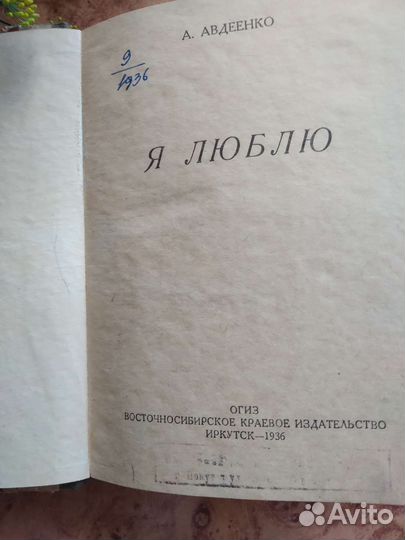 А. АВДЕЕНКО
9
1936
Я ЛЮБЛЮ
ОГИЗ
ВОСТОЧНОСИБИРСКОЕ КРАЕВОЕ ИЗДАТЕЛЬСТВО
ИРКУТСК—1936
Avito